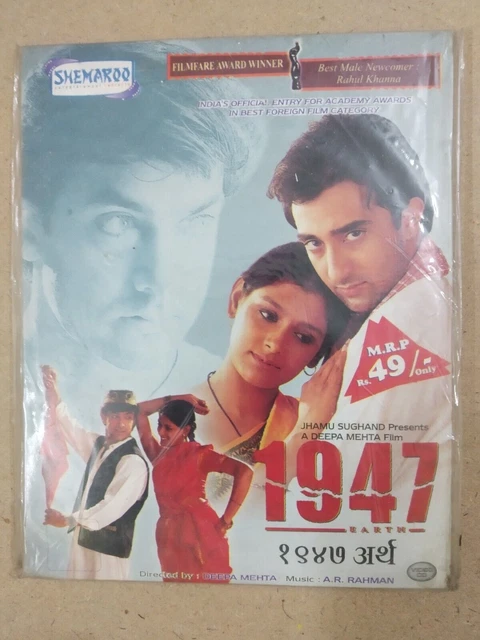 SHEMAROO
FILMFARE AWARD WINNER
Best Male Newcomer :
Rahul Khanna
INDIA'S OFFICIAL ENTRY FOR ACADEMY AWARDS
IN BEST FOREIGN FILM CATEGORY
M.R.P
Rs. 49/- Only
JHAMU SUGHAND Presents
A DEEPA MEHTA Film
1947
EARTH
१९४७ अर्थ
Directed by : DEEPA MEHTA Music : A.R. RAHMAN